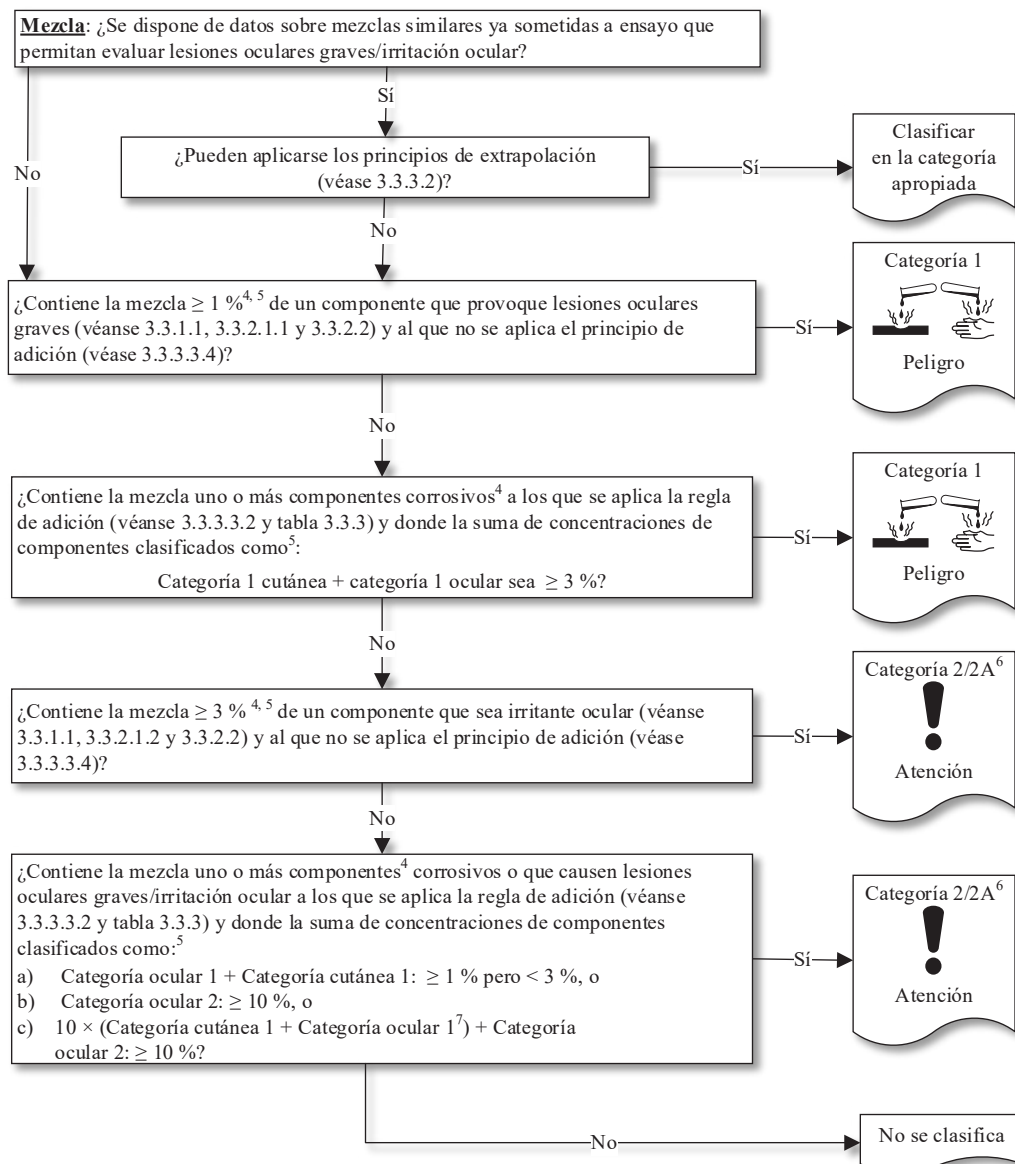 Mezcla: ¿Se dispone de datos sobre mezclas similares ya sometidas a ensayo que
permitan evaluar lesiones oculares graves/irritación ocular?
Sí
No
¿Pueden aplicarse los principios de extrapolación
(véase 3.3.3.2)?
Sí
Clasificar
en la categoría
apropiada
No
¿Contiene la mezcla ≥ 1 %4, 5 de un componente que provoque lesiones oculares
graves (véanse 3.3.1.1, 3.3.2.1.1 y 3.3.2.2) y al que no se aplica el principio de
adición (véase 3.3.3.3.4)?
Sí
Categoría 1
Peligro
No
¿Contiene la mezcla uno o más componentes corrosivos4 a los que se aplica la regla
de adición (véanse 3.3.3.3.2 y tabla 3.3.3) y donde la suma de concentraciones de
componentes clasificados como5:
Categoría 1 cutánea + categoría 1 ocular sea ≥ 3 %?
Sí
Categoría 1
Peligro
No
¿Contiene la mezcla ≥ 3 % 4, 5 de un componente que sea irritante ocular (véanse
3.3.1.1, 3.3.2.1.2 y 3.3.2.2) y al que no se aplica el principio de adición (véase
3.3.3.3.4)?
Sí
Categoría 2/2A6
Atención
No
¿Contiene la mezcla uno o más componentes4 corrosivos o que causen lesiones
oculares graves/irritación ocular a los que se aplica la regla de adición (véanse
3.3.3.3.2 y tabla 3.3.3) y donde la suma de concentraciones de componentes
clasificados como:5
a) Categoría ocular 1 + Categoría cutánea 1: ≥ 1 % pero < 3 %, o
b) Categoría ocular 2: ≥ 10 %, o
c) 10 × (Categoría cutánea 1 + Categoría ocular 17) + Categoría
ocular 2: ≥ 10 %?
Sí
Categoría 2/2A6
Atención
No
No se clasifica